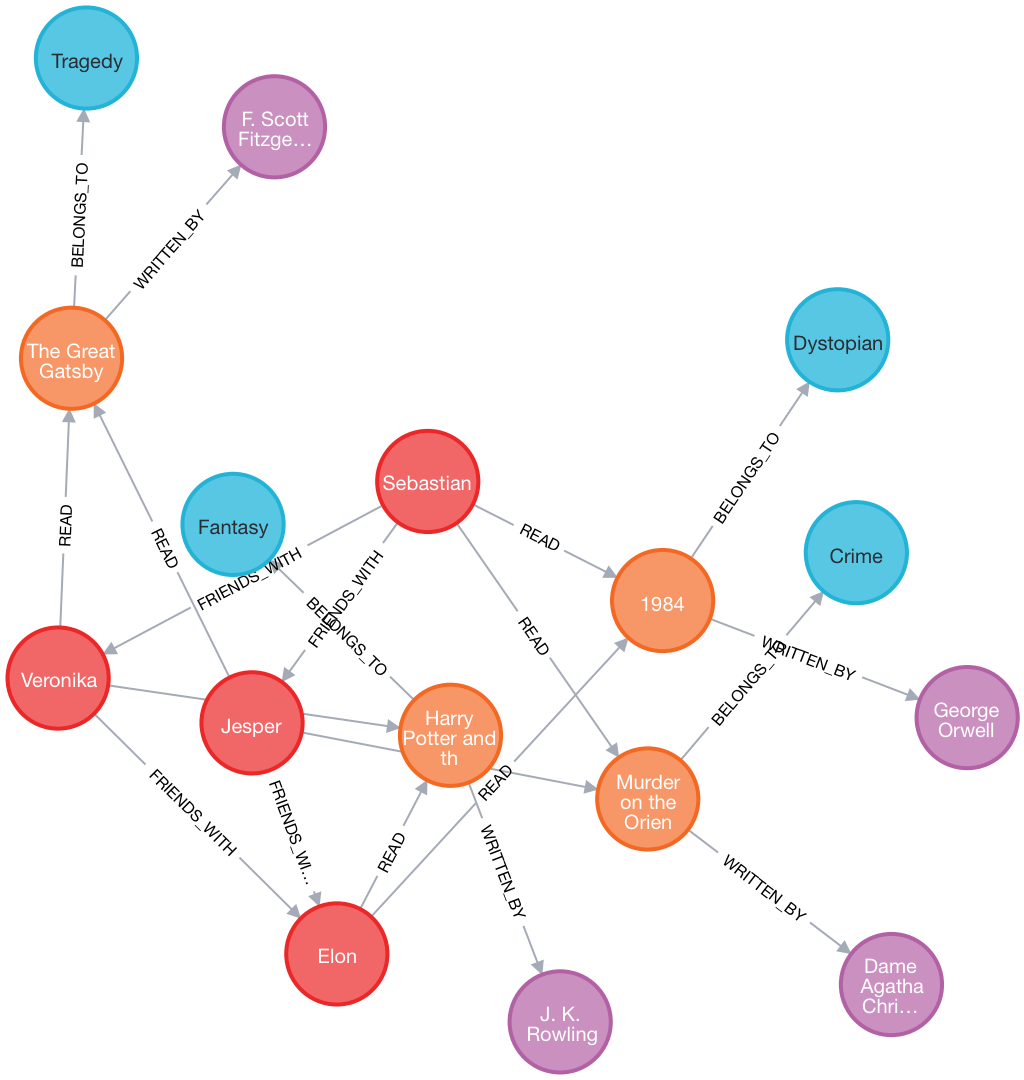 Tragedy
F. Scott
Fitzge…
BELONGS_TO
WRITTEN_BY
The Great
Gatsby
Dystopian
BELONGS_TO
Sebastian
Fantasy
READ
READ
READ
Crime
FRIENDS_WITH
FRIENDS_WITH
BELONGS_TO
1984
READ
WRITTEN_BY
BELONGS_TO
Veronika
Jesper
Harry
Potter and
th
George
Orwell
READ
Murder
on the
Orien
FRIENDS_WITH
FRIENDS_WI…
READ
WRITTEN_BY
WRITTEN_BY
Elon
Dame
Agatha
Chri…
J. K.
Rowling